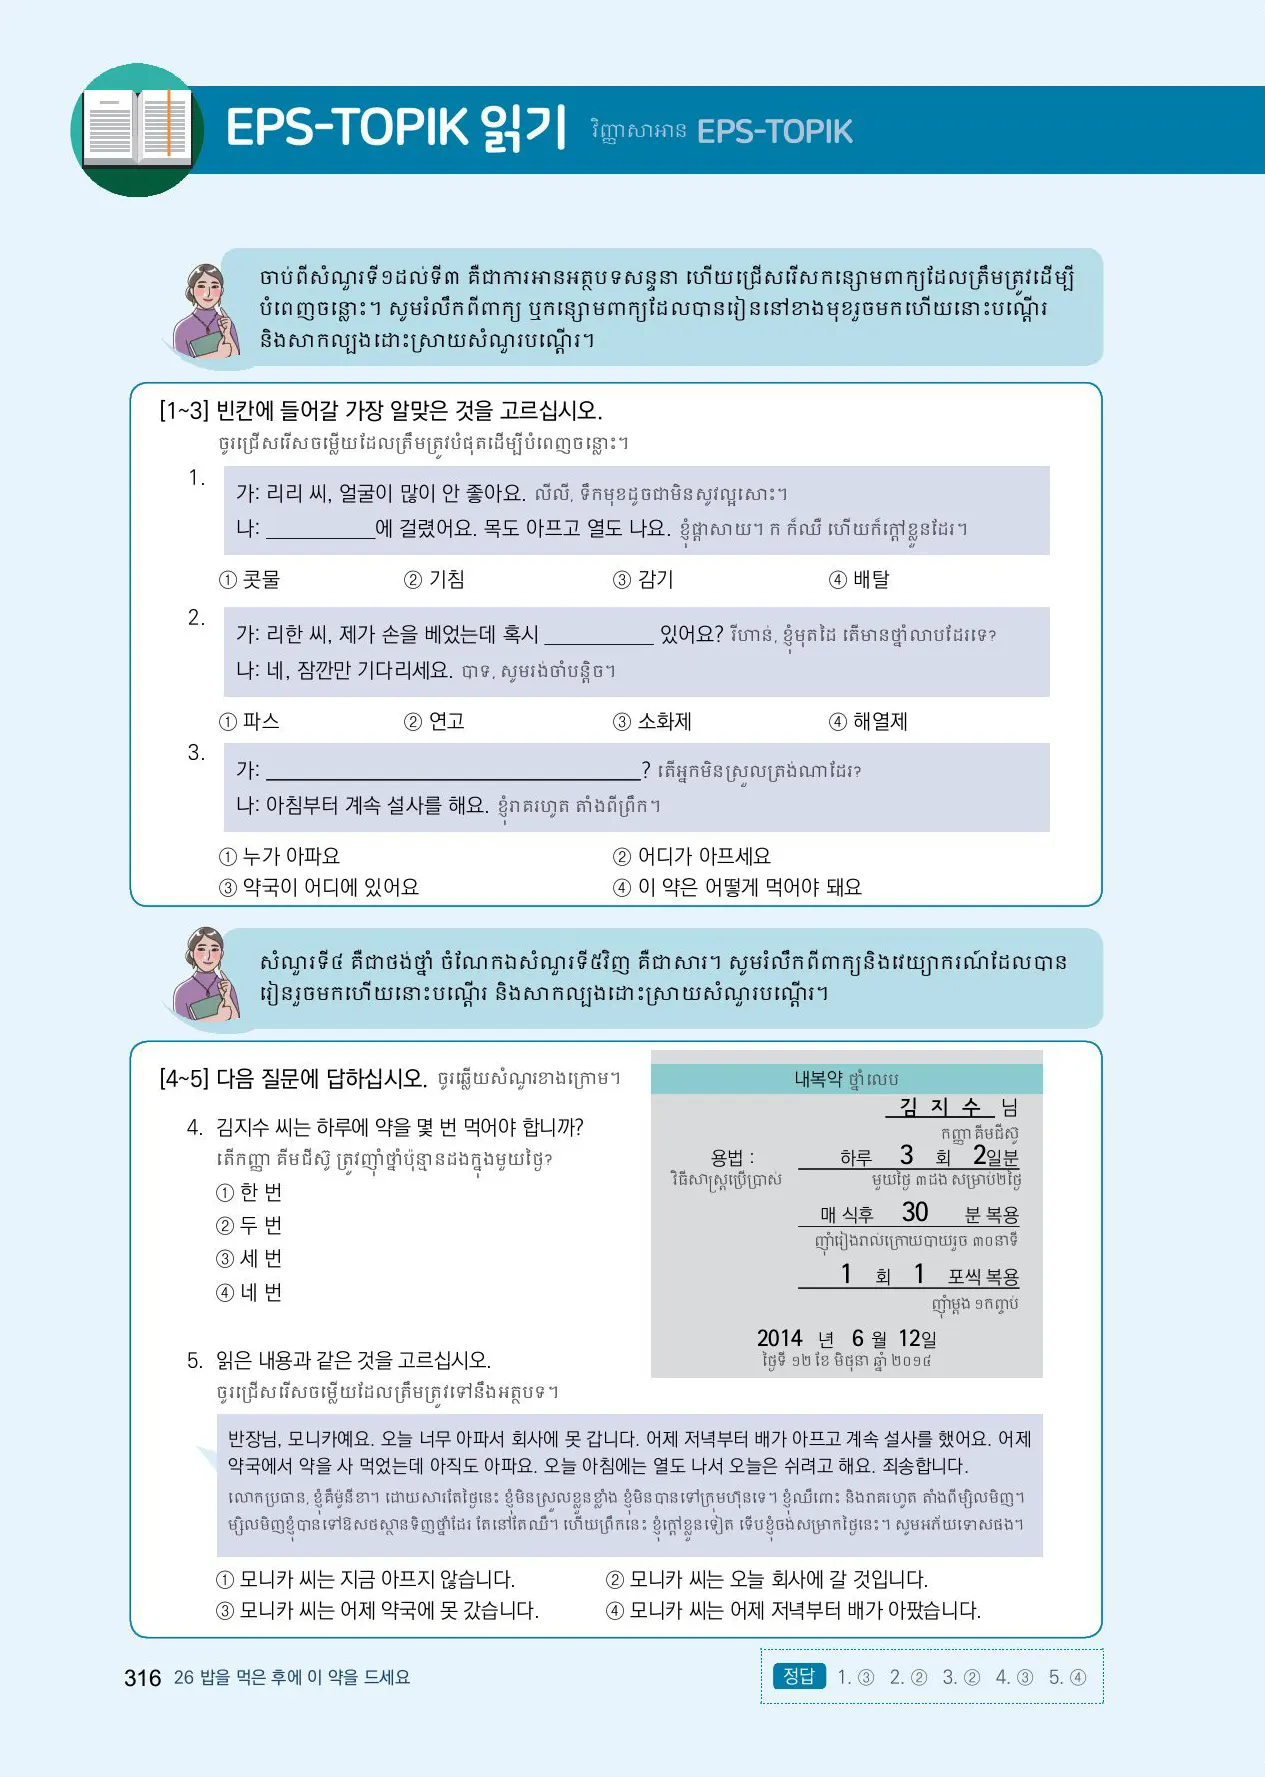 EPS-TOPIK 읽기 វិញ្ញាសាអាន EPS-TOPIK
ចាប់ពីសំណួរទី១ដល់ទី៣ គឺជាការអានអត្ថបទសន្ទនា ហើយជ្រើសរើសកន្សោមពាក្យដែលត្រឹមត្រូវដើម្បី
បំពេញចន្លោះ។ សូមរំលឹកពីពាក្យ ឬកន្សោមពាក្យដែលបានរៀននៅខាងមុខរួចមកហើយនោះបណ្ដើរ
និងសាកល្បងដោះស្រាយសំណួរបណ្ដើរ។
[1~3] 빈칸에 들어갈 가장 알맞은 것을 고르십시오.
ចូរជ្រើសរើសចម្លើយដែលត្រឹមត្រូវបំផុតដើម្បីបំពេញចន្លោះ។
1.
가: 리리 씨, 얼굴이 많이 안 좋아요. លីលី, ទឹកមុខដូចជាមិនសូវល្អសោះ។
나: __________에 걸렸어요. 목도 아프고 열도 나요. ខ្ញុំផ្ដាសាយ។ ក ក៏ឈឺ ហើយក៏ក្ដៅខ្លួនដែរ។
① 콧물 ② 기침 ③ 감기 ④ 배탈
2.
가: 리한 씨, 제가 손을 베었는데 혹시 __________ 있어요? រីហាន់, ខ្ញុំមុតដៃ តើមានថ្នាំលាបដែរទេ?
나: 네, 잠깐만 기다리세요. បាទ, សូមរង់ចាំបន្តិច។
① 파스 ② 연고 ③ 소화제 ④ 해열제
3.
가: ______________________________? តើអ្នកមិនស្រួលត្រង់ណាដែរ?
나: 아침부터 계속 설사를 해요. ខ្ញុំរាគរហូត តាំងពីព្រឹក។
① 누가 아파요 ② 어디가 아프세요
③ 약국이 어디에 있어요 ④ 이 약은 어떻게 먹어야 돼요
សំណួរទី៤ គឺជាថង់ថ្នាំ ចំណែកឯសំណួរទី៥វិញ គឺជាសារ។ សូមរំលឹកពីពាក្យនិងវេយ្យាករណ៍ដែលបាន
រៀនរួចមកហើយនោះបណ្ដើរ និងសាកល្បងដោះស្រាយសំណួរបណ្ដើរ។
[4~5] 다음 질문에 답하십시오. ចូរឆ្លើយសំណួរខាងក្រោម។
4. 김지수 씨는 하루에 약을 몇 번 먹어야 합니까?
តើកញ្ញា គីមជីស៊ូ ត្រូវញ៉ាំថ្នាំប៉ុន្មានដងក្នុងមួយថ្ងៃ?
① 한 번
② 두 번
③ 세 번
④ 네 번
내복약 ថ្នាំលេប
김 지 수 님
កញ្ញា គីមជីស៊ូ
용법 : 하루 3 회 2일분
វិធីសាស្ត្រប្រើប្រាស់ មួយថ្ងៃ ៣ដង សម្រាប់២ថ្ងៃ
매 식후 30 분 복용
ញ៉ាំរៀងរាល់ក្រោយបាយរួច ៣០នាទី
1 회 1 포씩 복용
ញ៉ាំម្ដង ១កញ្ចប់
2014 년 6 월 12일
ថ្ងៃទី ១២ ខែ មិថុនា ឆ្នាំ ២០១៤
5. 읽은 내용과 같은 것을 고르십시오.
ចូរជ្រើសរើសចម្លើយដែលត្រឹមត្រូវទៅនឹងអត្ថបទ។
반장님, 모니카예요. 오늘 너무 아파서 회사에 못 갑니다. 어제 저녁부터 배가 아프고 계속 설사를 했어요. 어제
약국에서 약을 사 먹었는데 아직도 아파요. 오늘 아침에는 열도 나서 오늘은 쉬려고 해요. 죄송합니다.
លោកប្រធាន, ខ្ញុំគឺម៉ូនីខា។ ដោយសារតែថ្ងៃនេះ ខ្ញុំមិនស្រួលខ្លួនខ្លាំង ខ្ញុំមិនបានទៅក្រុមហ៊ុនទេ។ ខ្ញុំឈឺពោះ និងរាគរហូត តាំងពីម្សិលមិញ។
ម្សិលមិញខ្ញុំបានទៅឱសថស្ថានទិញថ្នាំដែរ តែនៅតែឈឺ។ ហើយព្រឹកនេះ ខ្ញុំក្ដៅខ្លួនទៀត ទើបខ្ញុំចង់សម្រាកថ្ងៃនេះ។ សូមអភ័យទោសផង។
① 모니카 씨는 지금 아프지 않습니다. ② 모니카 씨는 오늘 회사에 갈 것입니다.
③ 모니카 씨는 어제 약국에 못 갔습니다. ④ 모니카 씨는 어제 저녁부터 배가 아팠습니다.
316 26 밥을 먹은 후에 이 약을 드세요
정답 1. ③ 2. ② 3. ② 4. ③ 5. ④